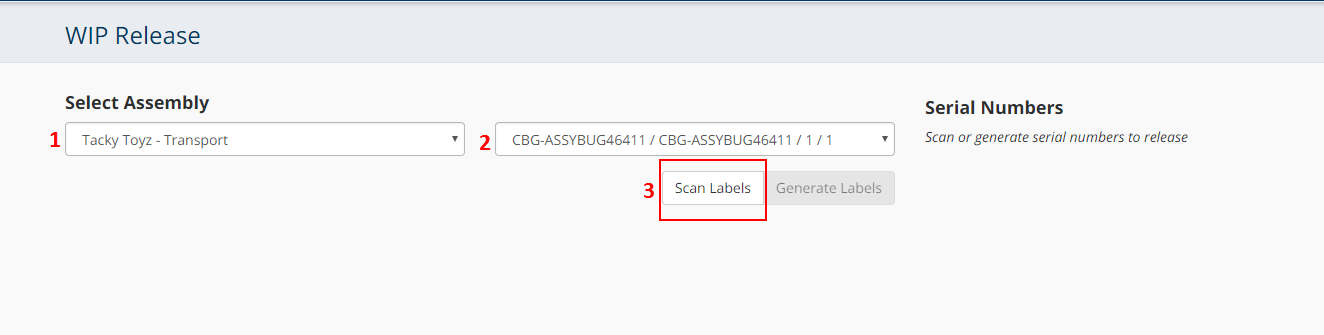 WIP Release
Select Assembly
Serial Numbers
1 Tacky Toyz - Transport
2 CBG-ASSYBUG46411 / CBG-ASSYBUG46411 / 1 / 1
Scan or generate serial numbers to release
3 Scan Labels Generate Labels